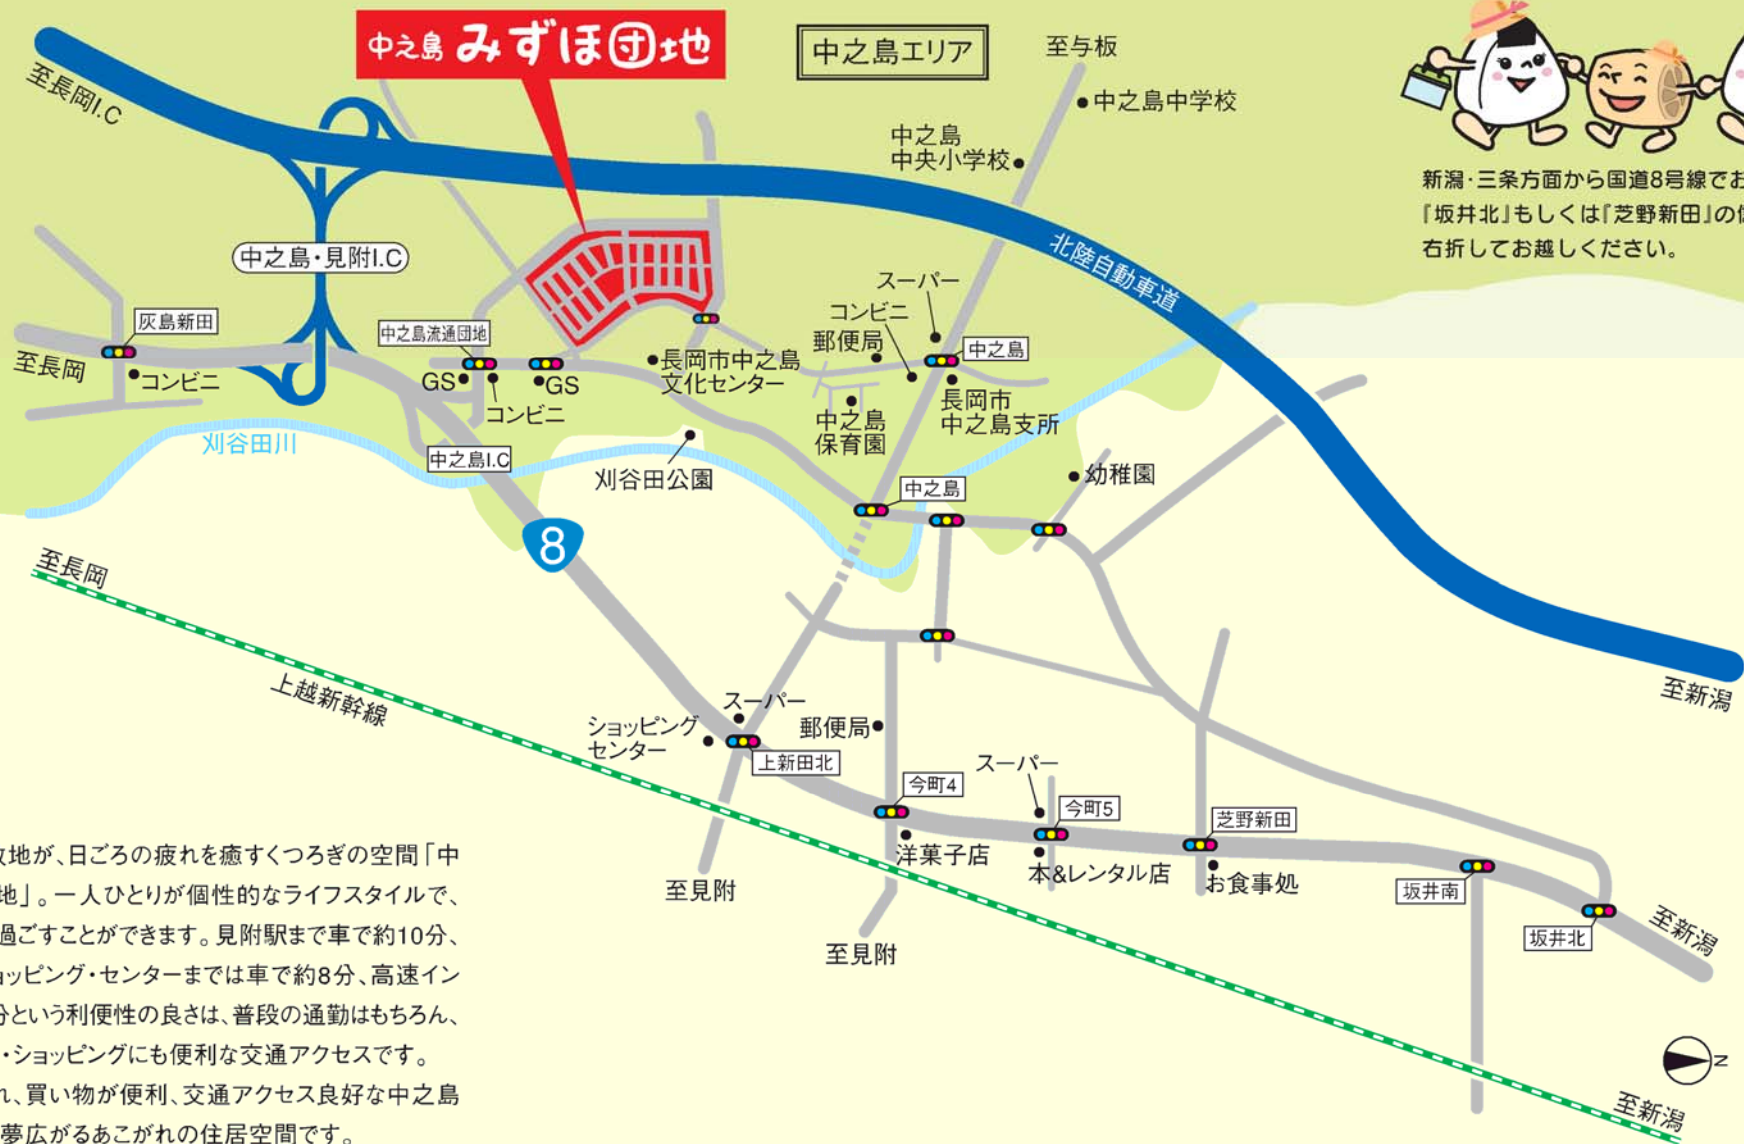 中之島 みずほ団地
中之島エリア
至与板
中之島中学校
中之島
中央小学校
至長岡I.C
新潟・三条方面から国道8号線でお
『坂井北』もしくは『芝野新田』の
右折してお越しください。
北陸自動車道
中之島・見附I.C
灰島新田
至長岡
コンビニ
中之島流通団地
GS
コンビニ
GS
長岡市中之島
文化センター
スーパー
コンビニ
郵便局
中之島
長岡市
中之島支所
中之島
保育園
刈谷田川
中之島I.C
刈谷田公園
中之島
幼稚園
8
至長岡
上越新幹線
至新潟
スーパー
ショッピング
センター
郵便局
上新田北
今町4
スーパー
今町5
芝野新田
洋菓子店
本&レンタル店
お食事処
坂井南
坂井北
至新潟
至見附
至見附
至新潟
N
地が、日ごろの疲れを癒すくつろぎの空間「中
地」。一人ひとりが個性的なライフスタイルで、
過ごすことができます。見附駅まで車で約10分、
ョッピング・センターまでは車で約8分、高速イン
分という利便性の良さは、普段の通勤はもちろん、
・ショッピングにも便利な交通アクセスです。
れ、買い物が便利、交通アクセス良好な中之島
夢広がるあこがれの住居空間です。